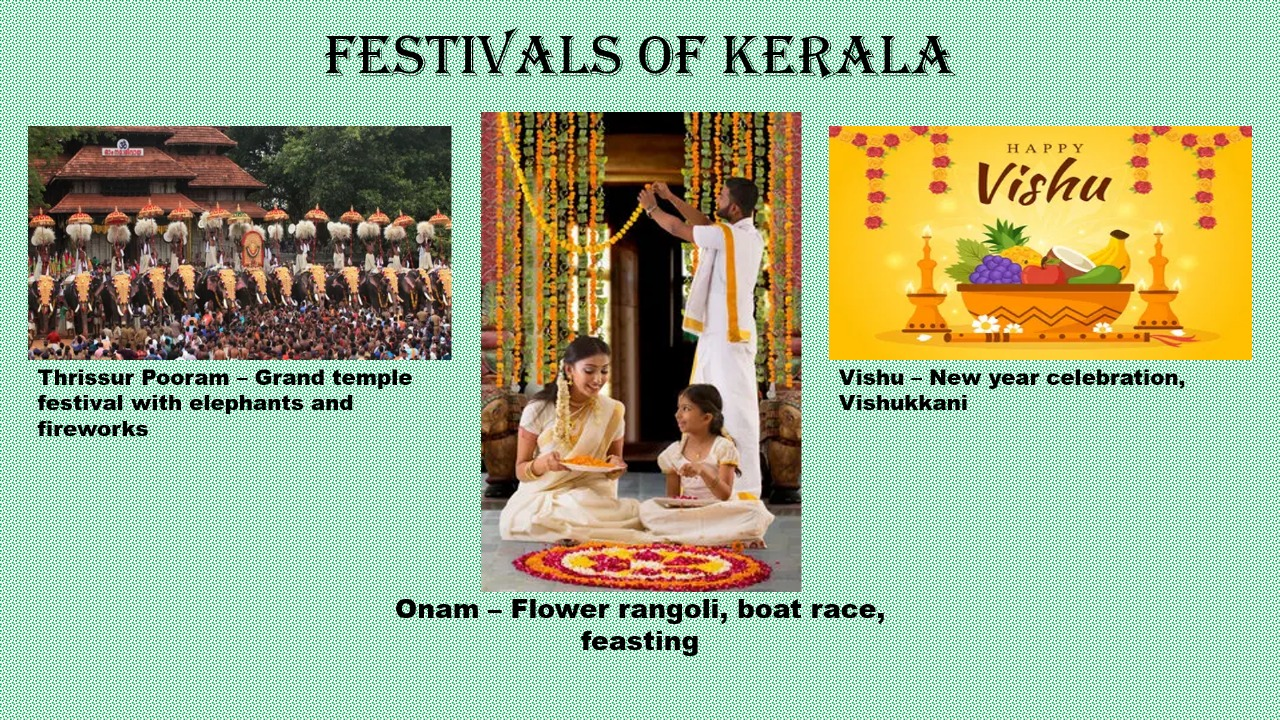 FESTIVALS OF KERALA
Thrissur Pooram – Grand temple
festival with elephants and
fireworks
Onam – Flower rangoli, boat race,
feasting
HAPPY
Vishu
Vishu – New year celebration,
Vishukkani